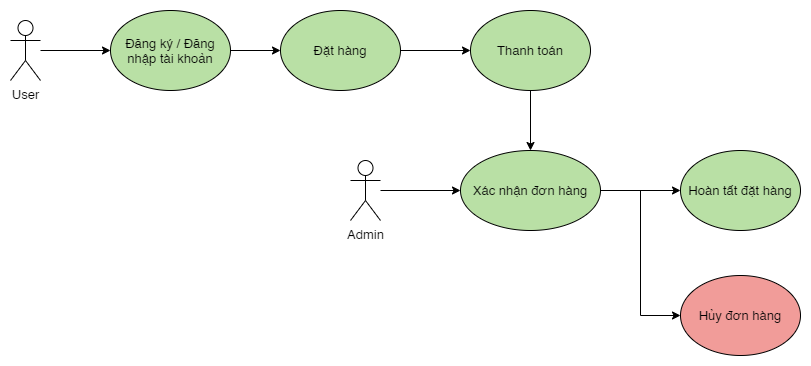 Đăng ký / Đăng
nhập tài khoản
Đặt hàng
Thanh toán
User
Xác nhận đơn hàng
Hoàn tất đặt hàng
Admin
Hủy đơn hàng